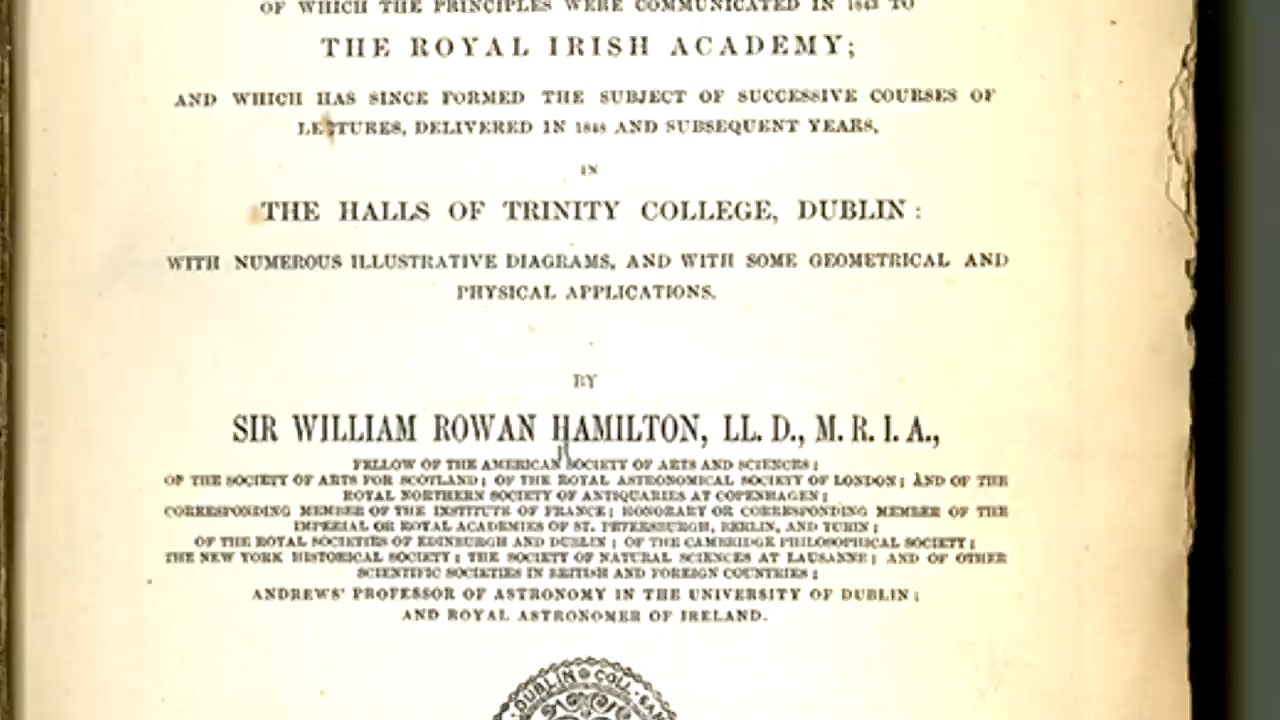 OF WHICH THE PRINCIPLES WERE COMMUNICATED IN 1843 TO
THE ROYAL IRISH ACADEMY;
AND WHICH HAS SINCE FORMED THE SUBJECT OF SUCCESSIVE COURSES OF
LECTURES, DELIVERED IN 1848 AND SUBSEQUENT YEARS,
IN
THE HALLS OF TRINITY COLLEGE, DUBLIN:
WITH NUMEROUS ILLUSTRATIVE DIAGRAMS, AND WITH SOME GEOMETRICAL AND
PHYSICAL APPLICATIONS.
BY
SIR WILLIAM ROWAN HAMILTON, LL. D., M. R. I. A.,
FELLOW OF THE AMERICAN SOCIETY OF ARTS AND SCIENCES;
OF THE SOCIETY OF ARTS FOR SCOTLAND; OF THE ROYAL ASTRONOMICAL SOCIETY OF LONDON; AND OF THE
ROYAL NORTHERN SOCIETY OF ANTIQUARIES AT COPENHAGEN;
CORRESPONDING MEMBER OF THE INSTITUTE OF FRANCE; HONORARY OR CORRESPONDING MEMBER OF THE
IMPERIAL OR ROYAL ACADEMIES OF ST. PETERSBURGH, BERLIN, AND TURIN;
OF THE ROYAL SOCIETIES OF EDINBURGH AND DUBLIN; OF THE CAMBRIDGE PHILOSOPHICAL SOCIETY;
THE NEW YORK HISTORICAL SOCIETY; THE SOCIETY OF NATURAL SCIENCES AT LAUSANNE; AND OF OTHER
SCIENTIFIC SOCIETIES IN BRITISH AND FOREIGN COUNTRIES;
ANDREWS' PROFESSOR OF ASTRONOMY IN THE UNIVERSITY OF DUBLIN;
AND ROYAL ASTRONOMER OF IRELAND.
DUBLIN COLL.